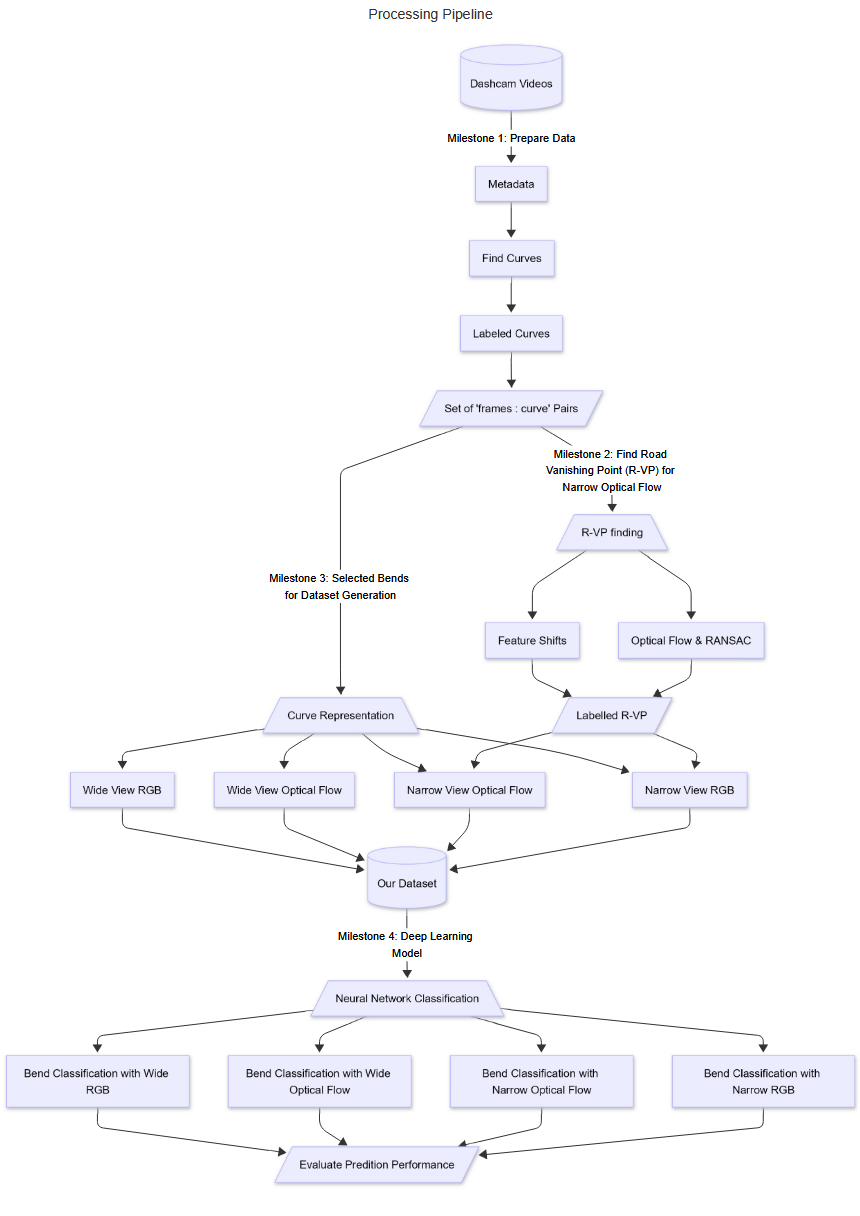 Processing Pipeline
Dashcam Videos
Milestone 1: Prepare Data
Metadata
Find Curves
Labeled Curves
Set of 'frames : curve' Pairs
Milestone 2: Find Road
Vanishing Point (R-VP) for
Narrow Optical Flow
R-VP finding
Milestone 3: Selected Bends
for Dataset Generation
Feature Shifts
Optical Flow & RANSAC
Curve Representation
Labelled R-VP
Wide View RGB
Wide View Optical Flow
Narrow View Optical Flow
Narrow View RGB
Our Dataset
Milestone 4: Deep Learning
Model
Neural Network Classification
Bend Classification with Wide
RGB
Bend Classification with Wide
Optical Flow
Bend Classification with
Narrow Optical Flow
Bend Classification with
Narrow RGB
Evaluate Predition Performance